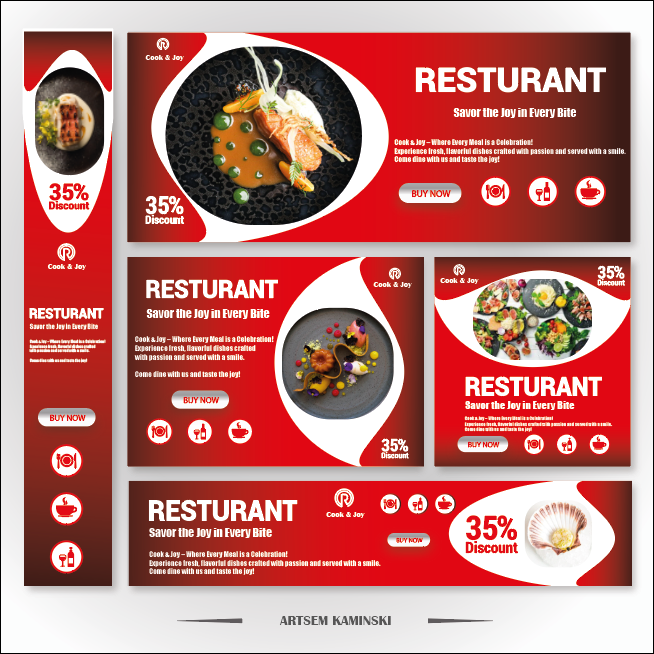 35%
Discount
Cook & Joy
RESTURANT
Savor the Joy in Every Bite
Cook & Joy – Where Every Meal is a Celebration!
Experience fresh, flavorful dishes crafted
with passion and served with a smile.
Come dine with us and taste the joy!
BUY NOW
Cook & Joy
35%
Discount
RESTURANT
Savor the Joy in Every Bite
Cook & Joy – Where Every Meal is a Celebration!
Experience fresh, flavorful dishes crafted with passion and served with a smile.
Come dine with us and taste the joy!
BUY NOW
RESTURANT
Savor the Joy in Every Bite
Cook & Joy – Where Every Meal is a Celebration!
Experience fresh, flavorful dishes crafted
with passion and served with a smile.
Come dine with us and taste the joy!
BUY NOW
Cook & Joy
35%
Discount
Cook & Joy
35%
Discount
RESTURANT
Savor the Joy in Every Bite
Cook & Joy – Where Every Meal is a Celebration!
Experience fresh, flavorful dishes crafted with passion and served with a smile.
Come dine with us and taste the joy!
BUY NOW
RESTURANT
Savor the Joy in Every Bite
Cook & Joy – Where Every Meal is a Celebration!
Experience fresh, flavorful dishes crafted with passion and served with a smile.
Come dine with us and taste the joy!
Cook & Joy
BUY NOW
35%
Discount
ARTSEM KAMINSKI